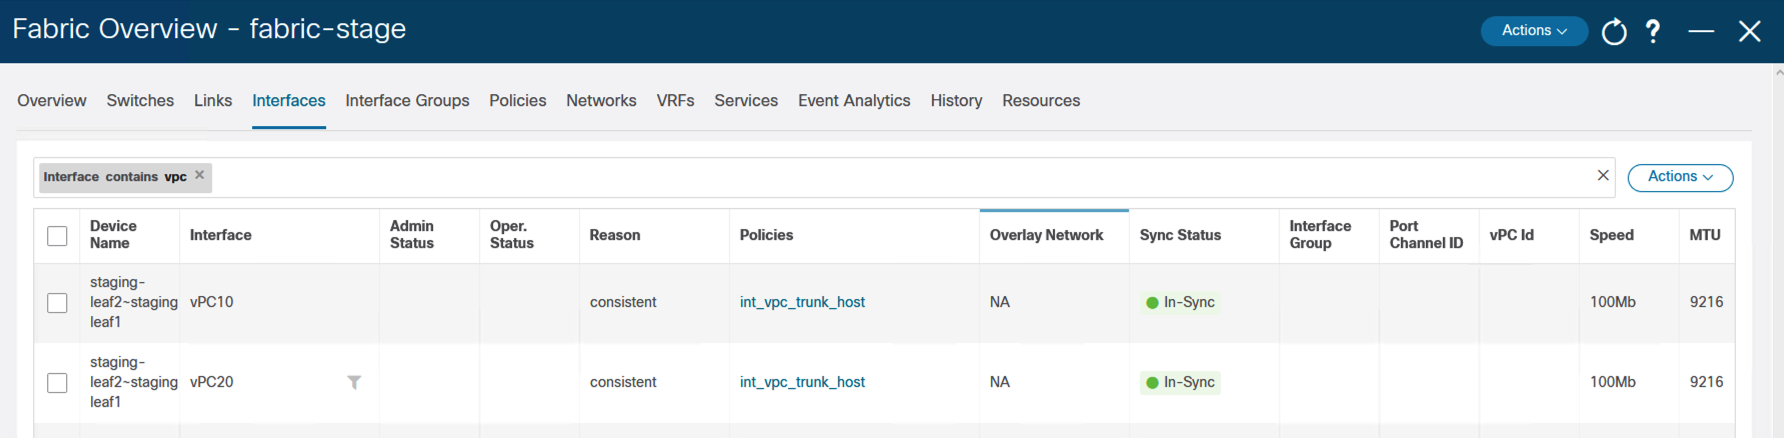 Fabric Overview - fabric-stage
Actions
?
Overview Switches Links Interfaces Interface Groups Policies Networks VRFs Services Event Analytics History Resources
Interface contains vpc
Actions
Device Name Interface Admin Status Oper. Status Reason Policies Overlay Network Sync Status Interface Group Port Channel ID vPC Id Speed MTU
staging-
leaf2~staging vPC10 consistent int_vpc_trunk_host NA In-Sync 100Mb 9216
leaf1
staging-
leaf2~staging vPC20 consistent int_vpc_trunk_host NA In-Sync 100Mb 9216
leaf1